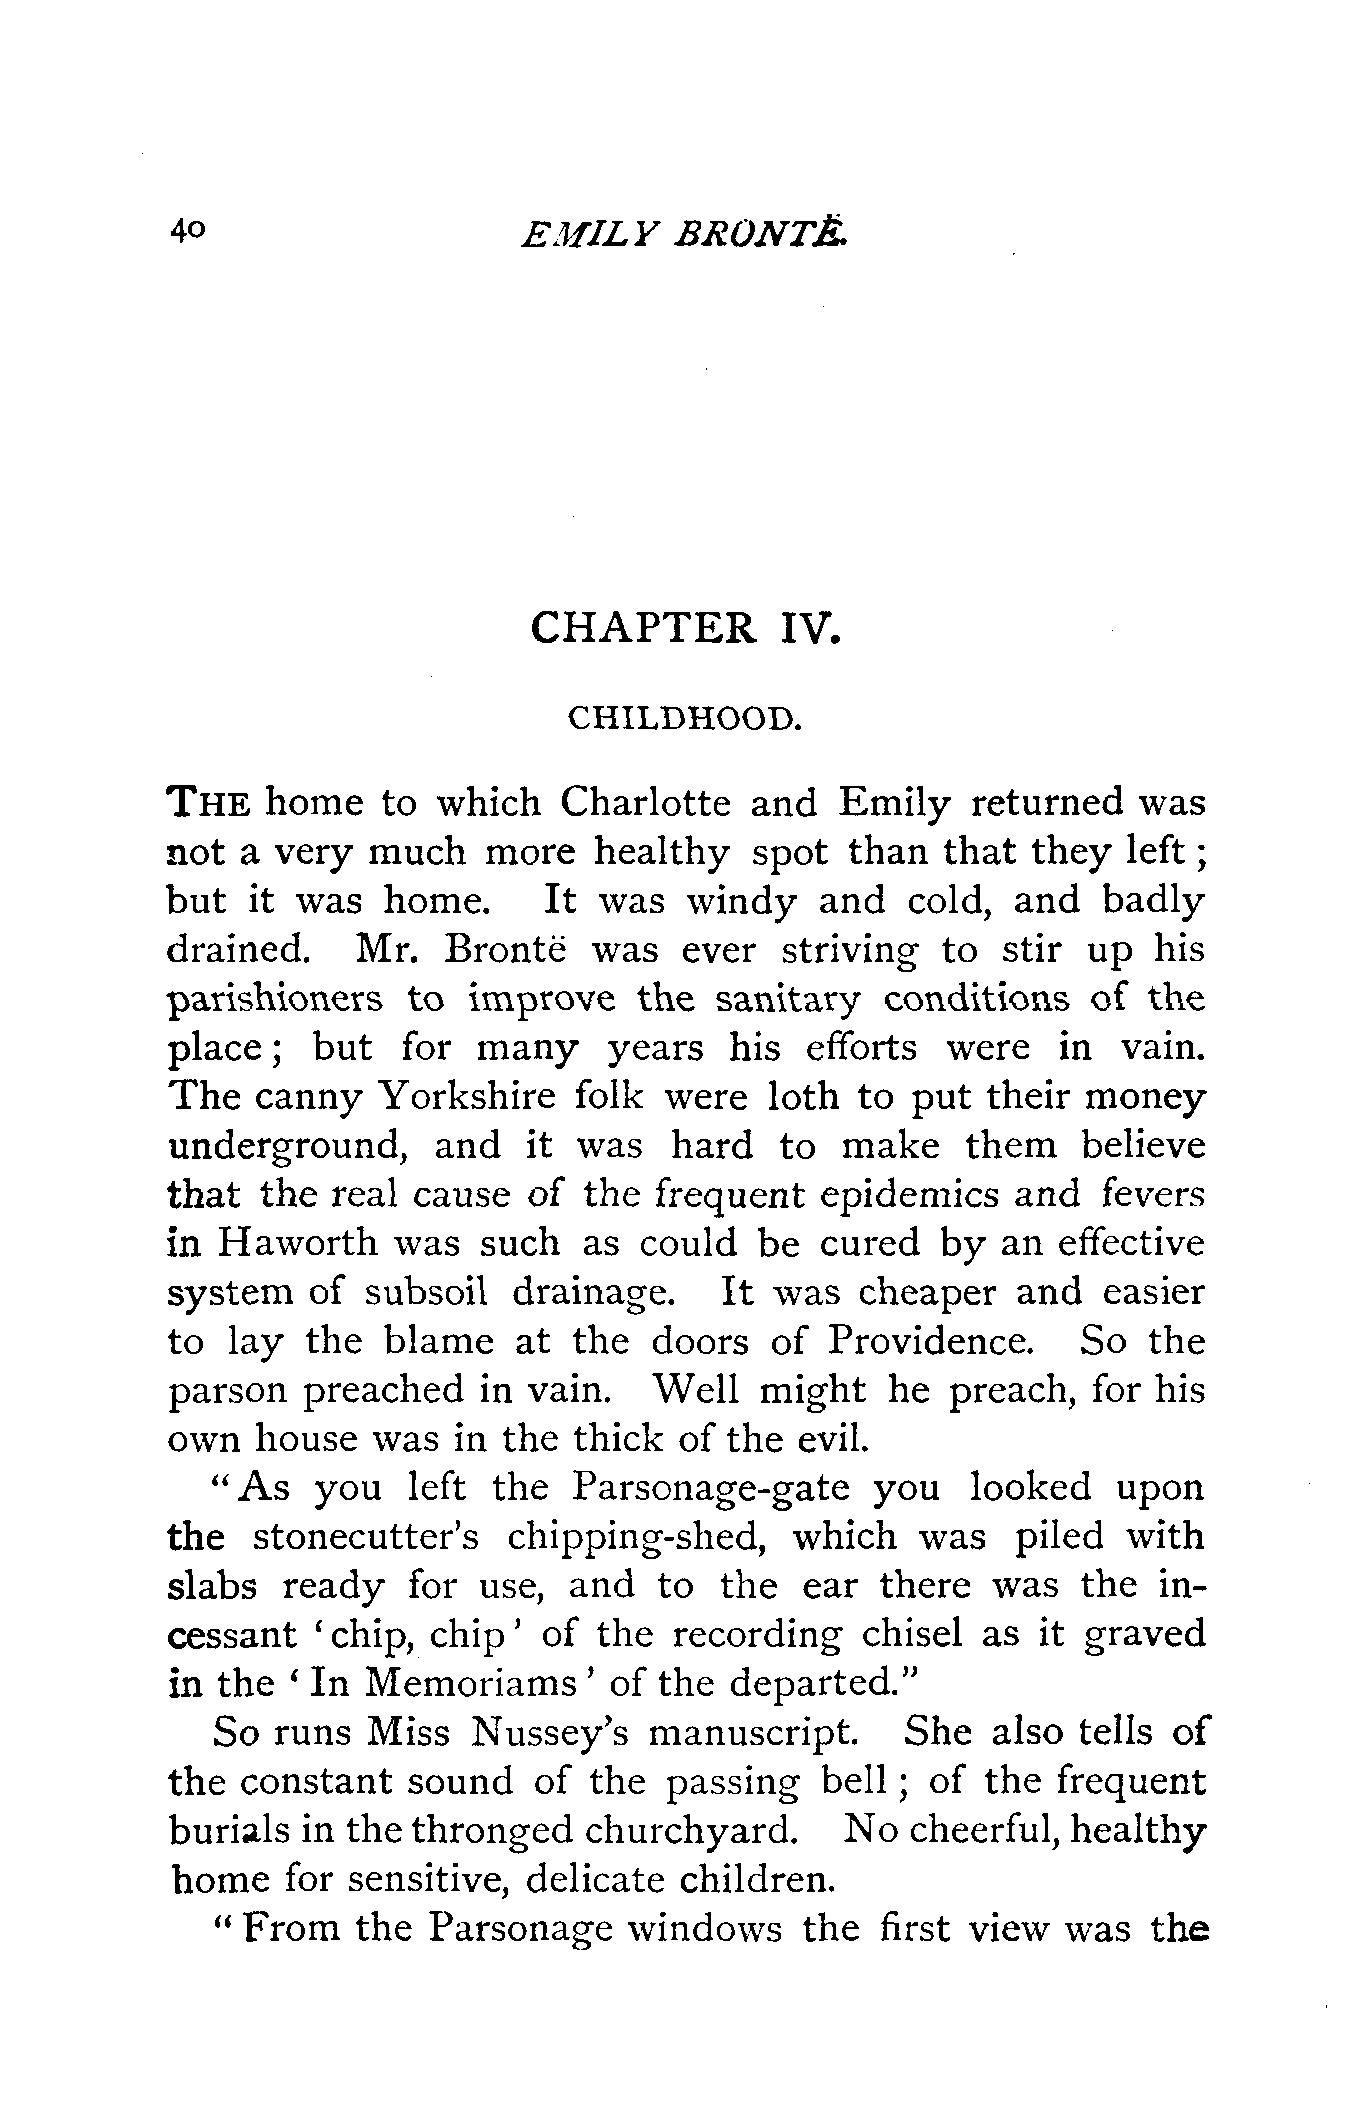 40 EMILY BRONTË.
CHAPTER IV.
CHILDHOOD.
THE home to which Charlotte and Emily returned was
not a very much more healthy spot than that they left ;
but it was home. It was windy and cold, and badly
drained. Mr. Brontë was ever striving to stir up his
parishioners to improve the sanitary conditions of the
place ; but for many years his efforts were in vain.
The canny Yorkshire folk were loth to put their money
underground, and it was hard to make them believe
that the real cause of the frequent epidemics and fevers
in Haworth was such as could be cured by an effective
system of subsoil drainage. It was cheaper and easier
to lay the blame at the doors of Providence. So the
parson preached in vain. Well might he preach, for his
own house was in the thick of the evil.
“ As you left the Parsonage-gate you looked upon
the stonecutter’s chipping-shed, which was piled with
slabs ready for use, and to the ear there was the in-
cessant ‘ chip, chip ’ of the recording chisel as it graved
in the ‘ In Memoriams ’ of the departed.”
So runs Miss Nussey’s manuscript. She also tells of
the constant sound of the passing bell ; of the frequent
burials in the thronged churchyard. No cheerful, healthy
home for sensitive, delicate children.
“ From the Parsonage windows the first view was the